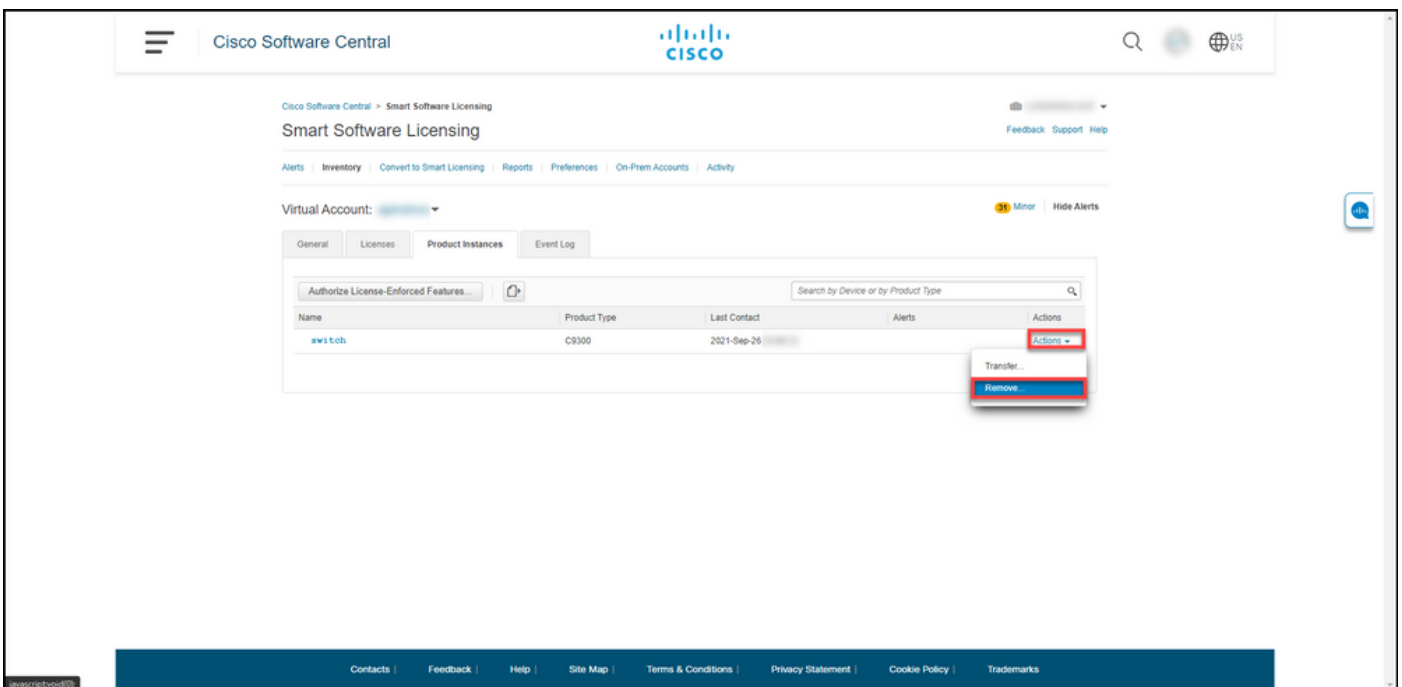 Cisco Software Central
CISCO
US
EN
Cisco Software Central > Smart Software Licensing
Smart Software Licensing
Feedback Support Help
Alerts | Inventory | Convert to Smart Licensing | Reports | Preferences | On-Prem Accounts | Activity
Virtual Account:
31 Minor | Hide Alerts
General Licenses Product Instances Event Log
Authorize License-Enforced Features... | Search by Device or by Product Type
Name Product Type Last Contact Alerts Actions
switch C9300 2021-Sep-26 Actions
Transfer...
Remove...
Contacts | Feedback | Help | Site Map | Terms & Conditions | Privacy Statement | Cookie Policy | Trademarks
javascript:void(0);